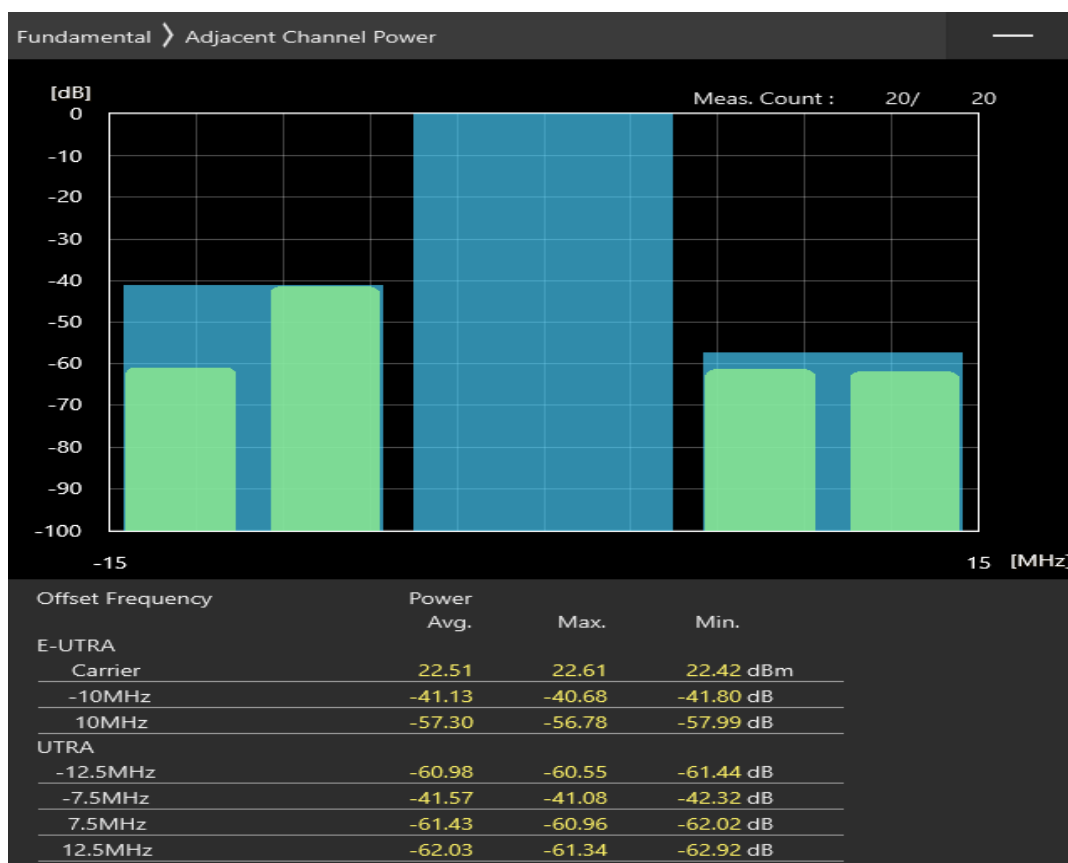 Fundamental ❯ Adjacent Channel Power
[dB]
Meas. Count : 20/ 20
0
-10
-20
-30
-40
-50
-60
-70
-80
-90
-100
-15 15 [MHz]
Offset Frequency Power
Avg. Max. Min.
E-UTRA
Carrier 22.51 22.61 22.42 dBm
-10MHz -41.13 -40.68 -41.80 dB
10MHz -57.30 -56.78 -57.99 dB
UTRA
-12.5MHz -60.98 -60.55 -61.44 dB
-7.5MHz -41.57 -41.08 -42.32 dB
7.5MHz -61.43 -60.96 -62.02 dB
12.5MHz -62.03 -61.34 -62.92 dB